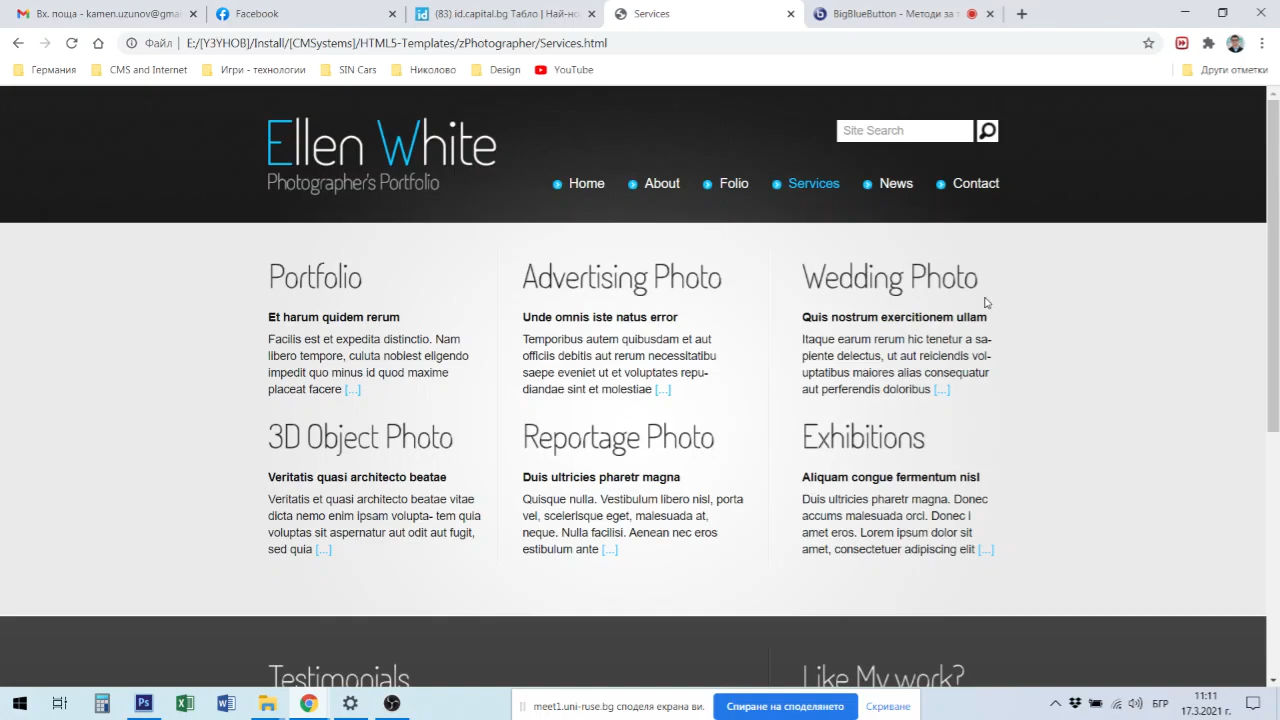 Вх. поща - kamen.uzunov@gmai
Facebook
(83) id.capital.bg Табло | Най-но
Services
BigBlueButton - Методи за т
Файл
E:/[Y3YHOB]/Install/[CMSystems]/HTML5-Templates/zPhotographer/Services.html
Германия
CMS and Internet
Игри - технологии
SIN Cars
Николово
Design
YouTube
Други отметки
Ellen White
Photographer's Portfolio
Site Search
Home
About
Folio
Services
News
Contact
Portfolio
Et harum quidem rerum
Facilis est et expedita distinctio. Nam
libero tempore, culuta nobiest eligendo
impedit quo minus id quod maxime
placeat facere [...]
Advertising Photo
Unde omnis iste natus error
Temporibus autem quibusdam et aut
officiis debitis aut rerum necessitatibu
saepe eveniet ut et voluptates repu-
diandae sint et molestiae [...]
Wedding Photo
Quis nostrum exercitionem ullam
Itaque earum rerum hic tenetur a sa-
piente delectus, ut aut reiciendis vol-
uptatibus maiores alias consequatur
aut perferendis doloribus [...]
3D Object Photo
Veritatis quasi architecto beatae
Veritatis et quasi architecto beatae vitae
dicta nemo enim ipsam volupta- tem quia
voluptas sit aspernatur aut odit aut fugit,
sed quia [...]
Reportage Photo
Duis ultricies pharetr magna
Quisque nulla. Vestibulum libero nisl, porta
vel, scelerisque eget, malesuada at,
neque. Nulla facilisi. Aenean nec eros
estibulum ante [...]
Exhibitions
Aliquam congue fermentum nisl
Duis ultricies pharetr magna. Donec
accums malesuada orci. Donec l
amet eros. Lorem ipsum dolor sit
amet, consectetuer adipiscing elit [...]
Testimonials
Like My work?
meet1.uni-ruse.bg споделя екрана ви.
Спиране на споделянето
Скриване
БГР
11:11
17.3.2021 г.